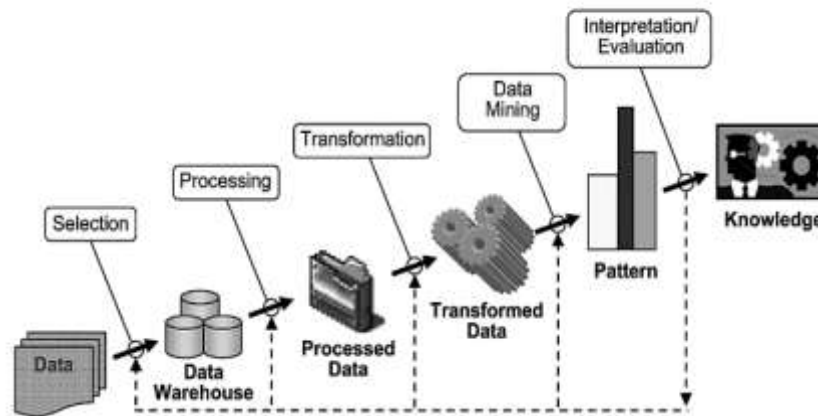 Interpretation/
Evaluation
Data
Mining
Transformation
Processing
Selection
Knowledge
Pattern
Transformed
Data
Processed
Data
Data
Warehouse
Data